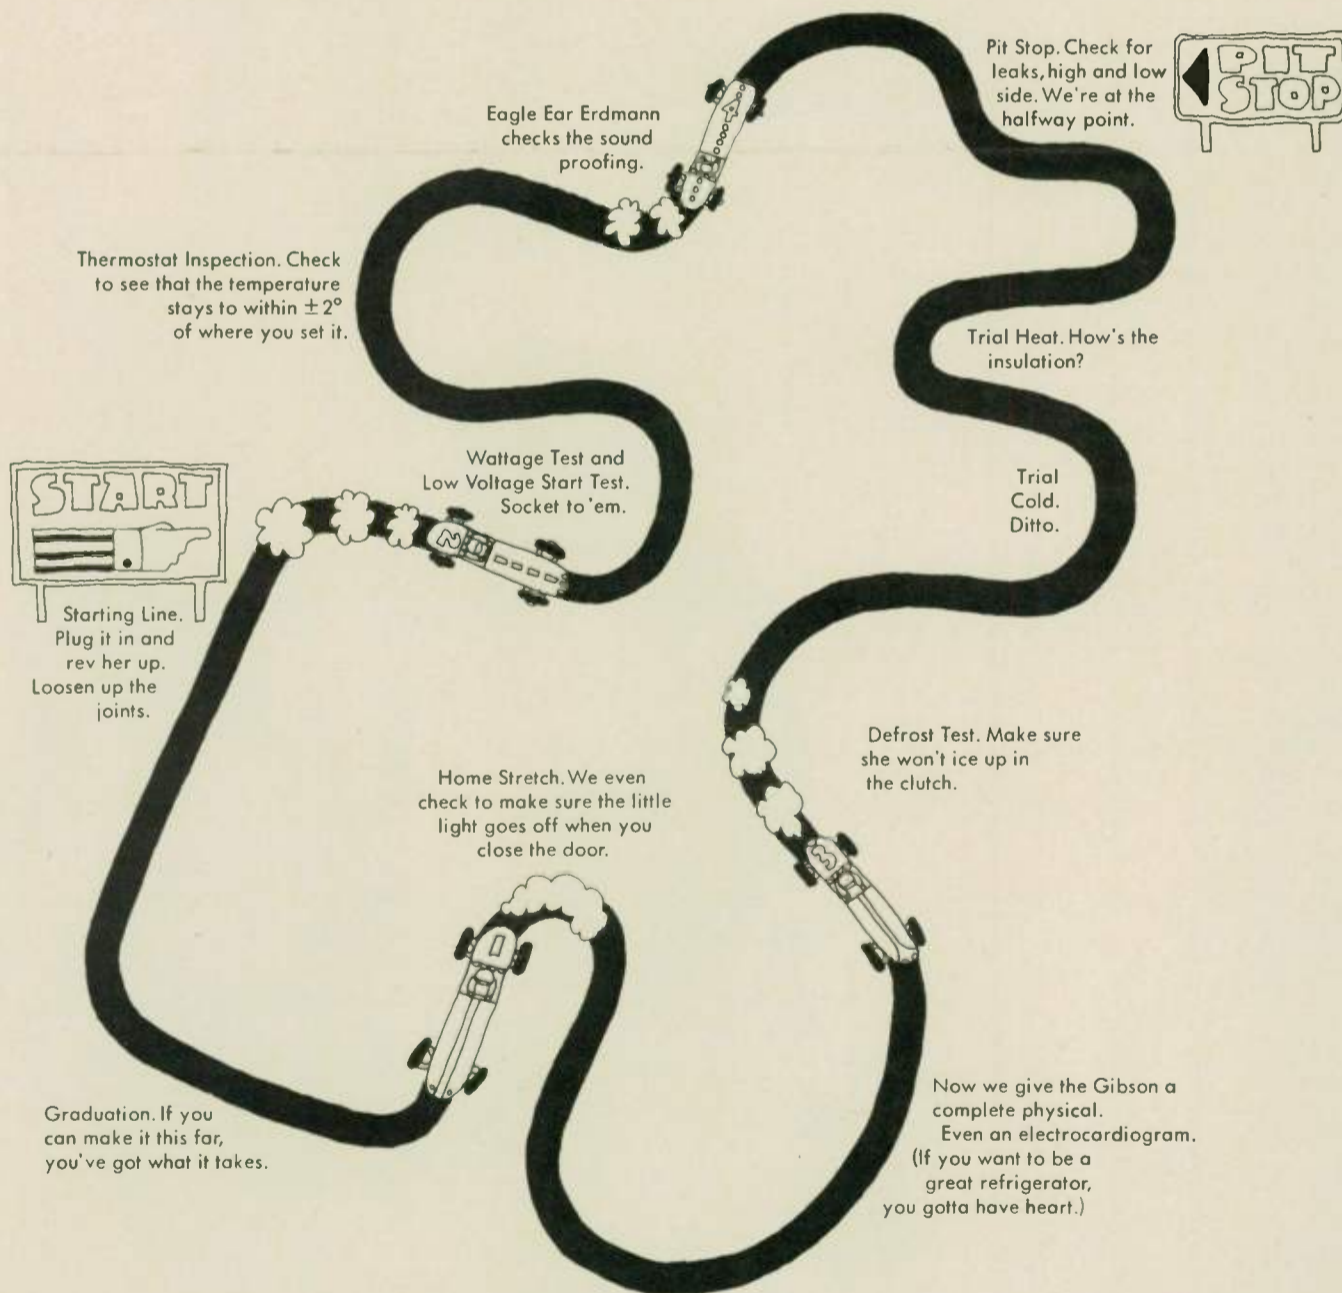 START
Starting Line.
Plug it in and
rev her up.
Loosen up the
joints.
Wattage Test and
Low Voltage Start Test.
Socket to 'em.
2
Thermostat Inspection. Check
to see that the temperature
stays to within ±2°
of where you set it.
Eagle Ear Erdmann
checks the sound
proofing.
4
Pit Stop. Check for
leaks, high and low
side. We're at the
halfway point.
PIT
STOP
Trial Heat. How's the
insulation?
Trial
Cold.
Ditto.
Defrost Test. Make sure
she won't ice up in
the clutch.
3
Now we give the Gibson a
complete physical.
Even an electrocardiogram.
(If you want to be a
great refrigerator,
you gotta have heart.)
Home Stretch. We even
check to make sure the little
light goes off when you
close the door.
1
Graduation. If you
can make it this far,
you've got what it takes.